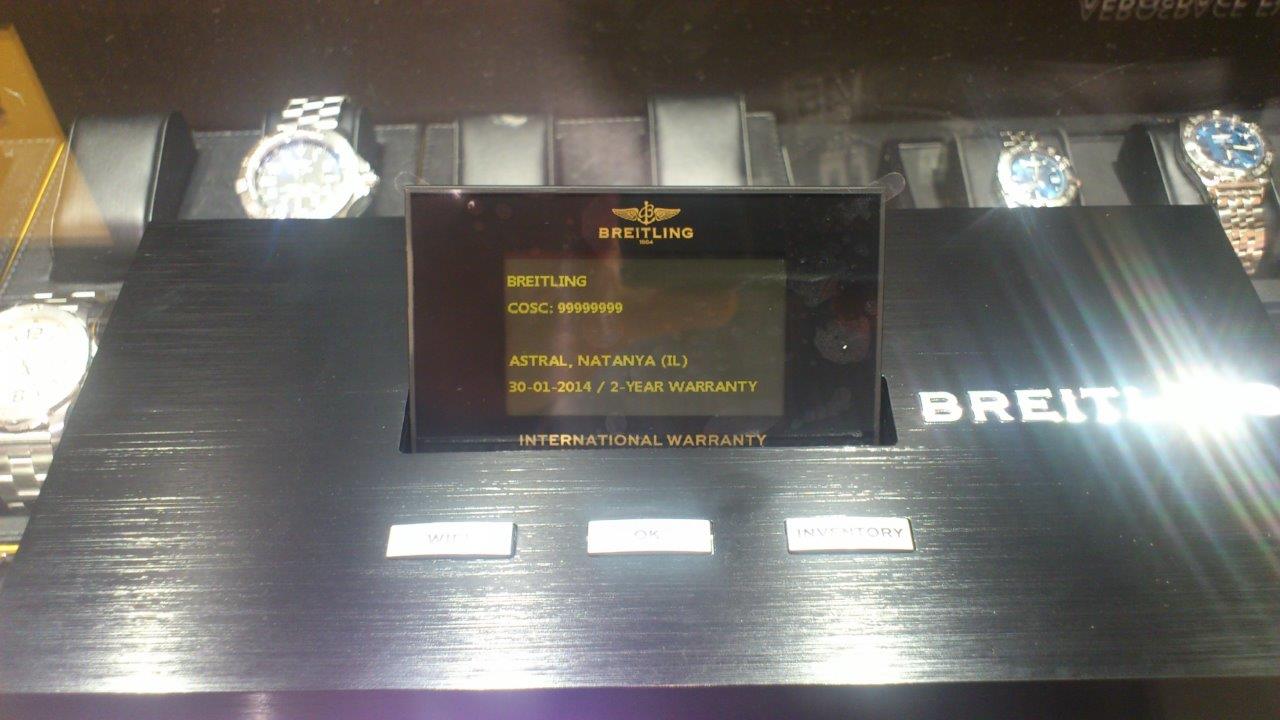 BREITLING
1884
BREITLING
COSC: 99999999
ASTRAL, NATANYA (IL)
30-01-2014 / 2-YEAR WARRANTY
INTERNATIONAL WARRANTY
BREITLING
OK
INVENTORY